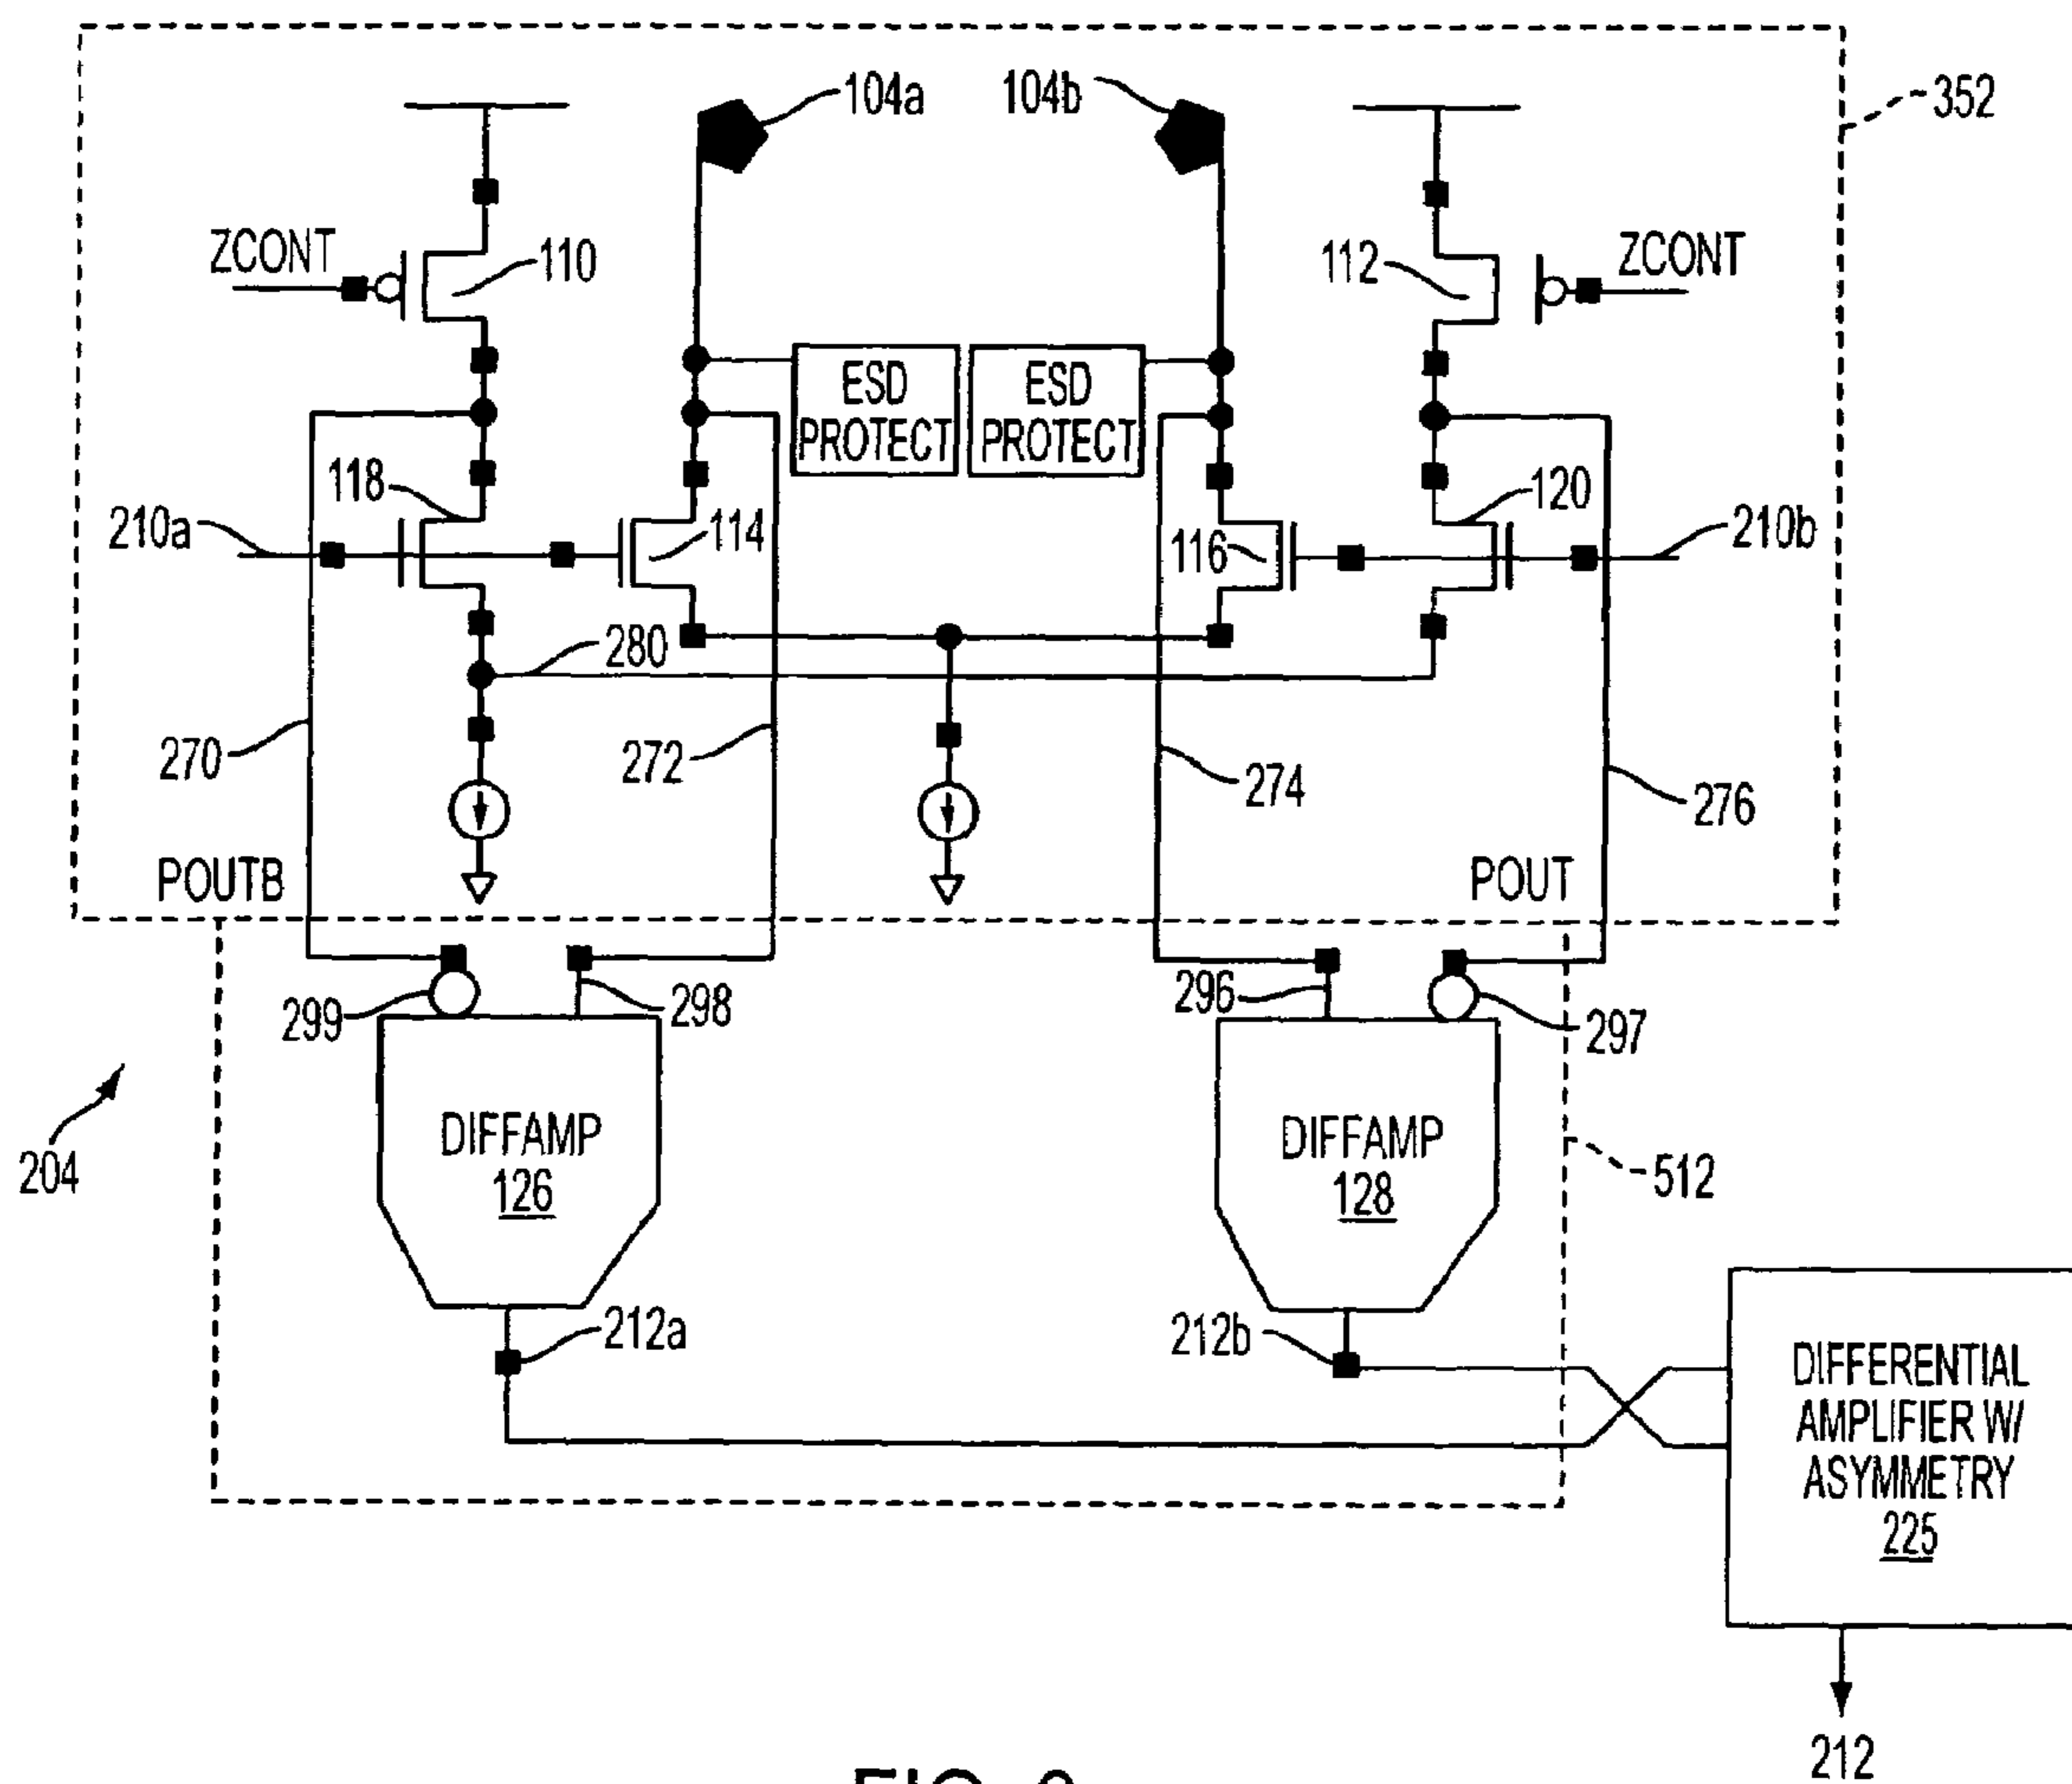 104a
104b
352
ZCONT
110
112
ZCONT
ESD
PROTECT
ESD
PROTECT
118
120
210a
114
116
210b
280
270
272
274
276
POUTB
POUT
299
298
296
297
DIFFAMP
126
DIFFAMP
128
204
512
212a
212b
DIFFERENTIAL
AMPLIFIER W/
ASYMMETRY
225
212